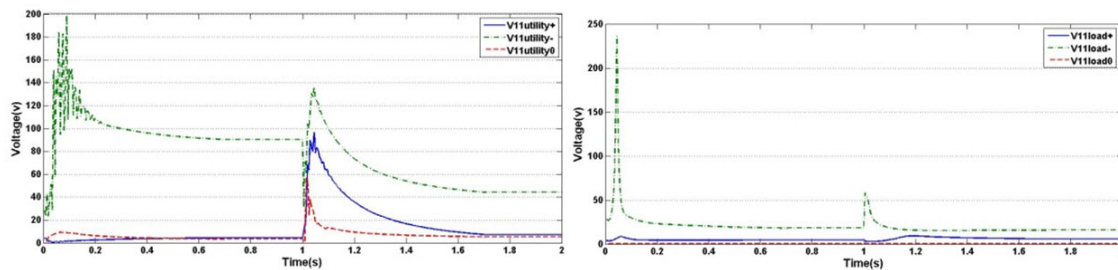 200
180
160
140
120
100
80
60
40
20
0
Voltage(v)
0 0.2 0.4 0.6 0.8 1 1.2 1.4 1.6 1.8 2
Time(s)
V11utility+
V11utility-
V11utility0
250
200
150
100
50
0
Voltage(v)
0 0.2 0.4 0.6 0.8 1 1.2 1.4 1.6 1.8
Time(s)
V11load+
V11load-
V11load0